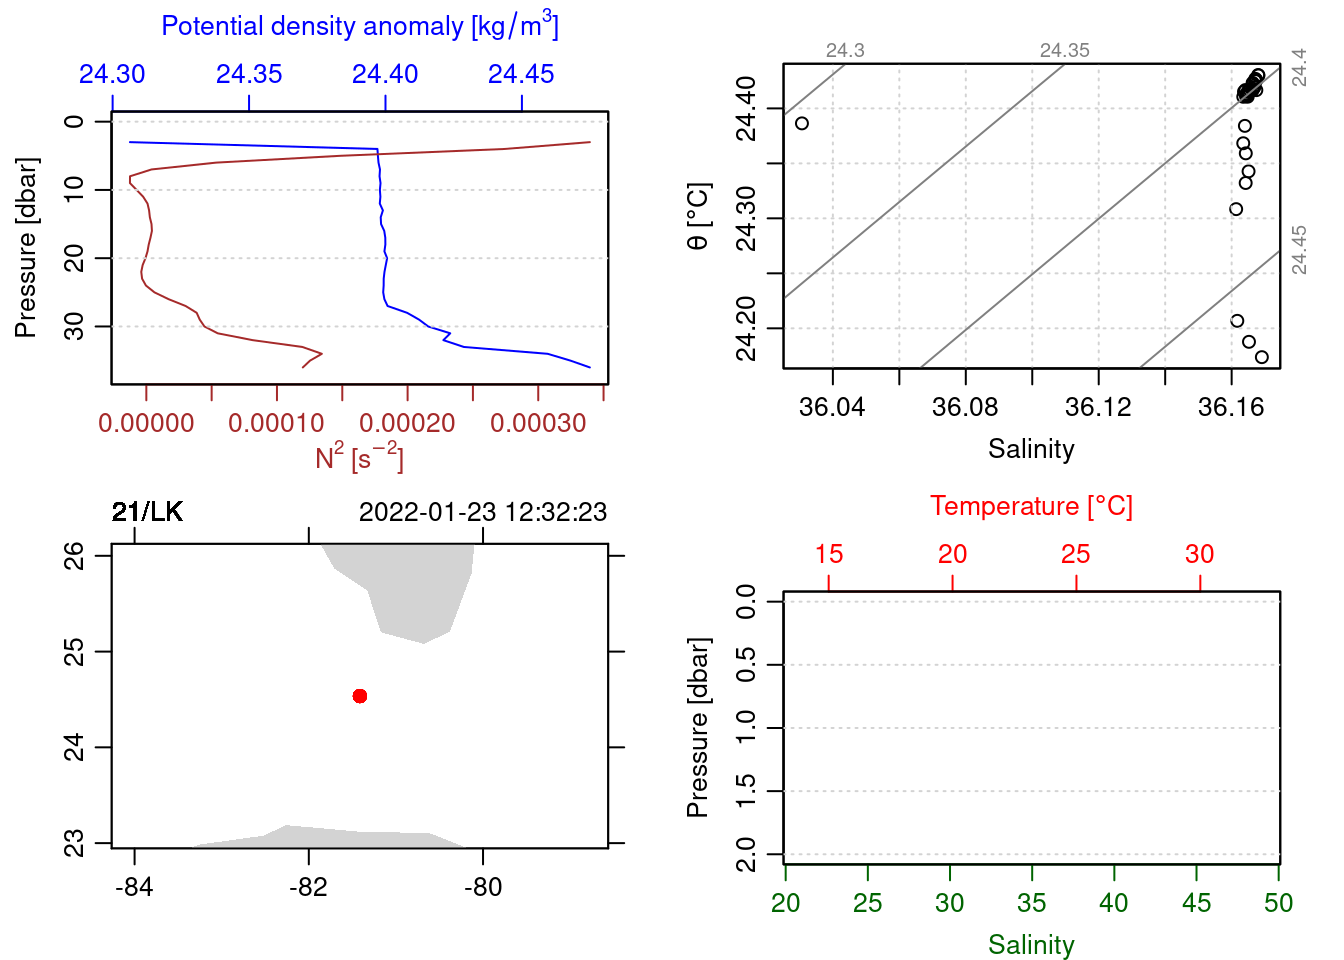 Potential density anomaly [kg/m³]
24.30 24.35 24.40 24.45
0
10
20
30
Pressure [dbar]
0.00000 0.00010 0.00020 0.00030
N² [s⁻²]
24.3 24.35
24.4
24.45
24.40
24.30
24.20
θ [°C]
36.04 36.08 36.12 36.16
Salinity
21/LK 2022-01-23 12:32:23
26
25
24
23
-84 -82 -80
Temperature [°C]
15 20 25 30
0.0
0.5
1.0
1.5
2.0
Pressure [dbar]
20 25 30 35 40 45 50
Salinity